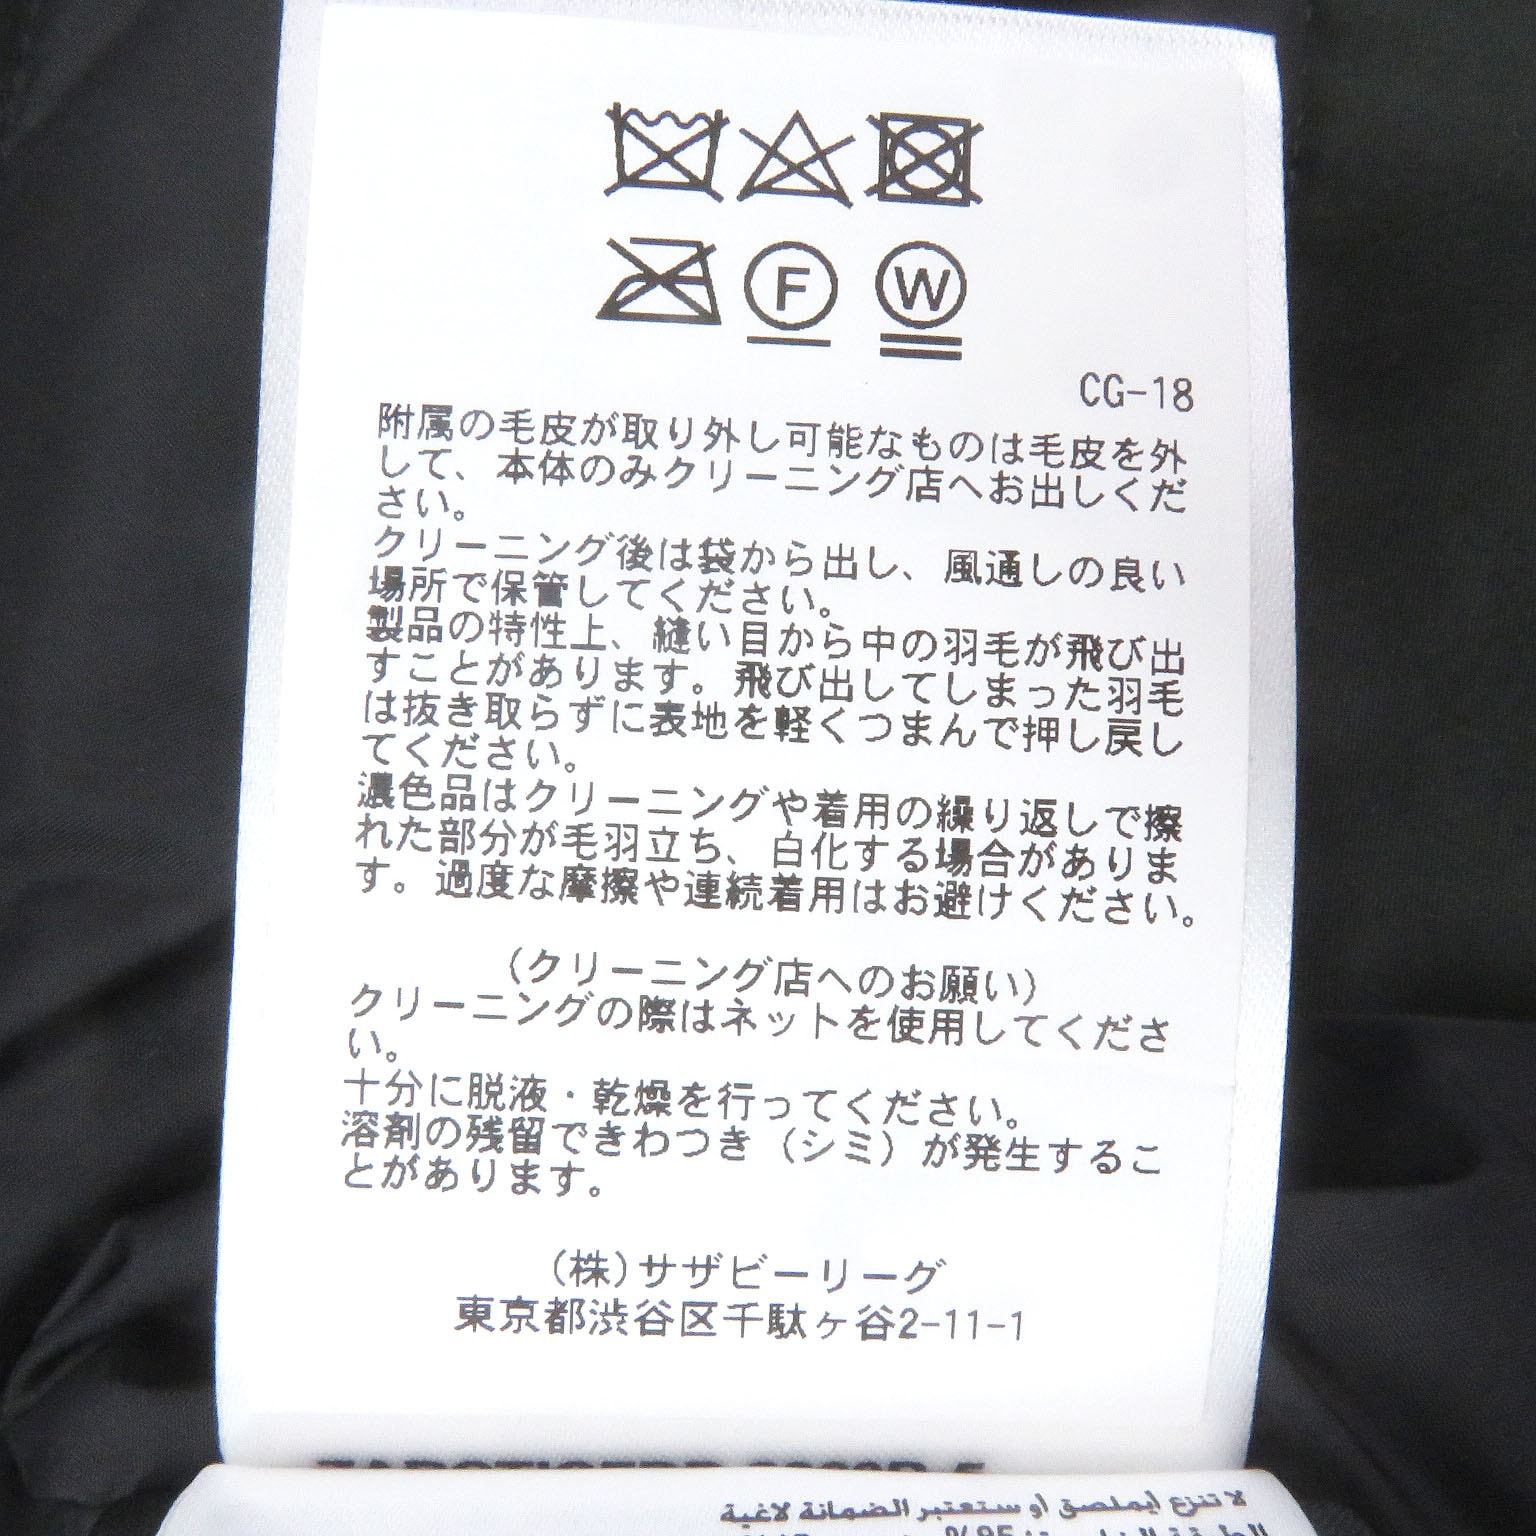 F W
CG-18
附属の毛皮が取り外し可能なものは毛皮を外
して、本体のみクリーニング店へお出しくだ
さい。
クリーニング後は袋から出し、風通しの良い
場所で保管してください。
製品の特性上、縫い目から中の羽毛が飛び出
すことがあります。飛び出してしまった羽毛
は抜き取らずに表地を軽くつまんで押し戻し
てください。
濃色品はクリーニングや着用の繰り返しで擦
れた部分が毛羽立ち、白化する場合がありま
す。過度な摩擦や連続着用はお避けください。
(クリーニング店へのお願い)
クリーニングの際はネットを使用してくださ
い。
十分に脱液・乾燥を行ってください。
溶剤の残留できわつき(シミ)が発生するこ
とがあります。
(株)サザビーリーグ
東京都渋谷区千駄ヶ谷2-11-1
لا تنزع أي ملصق أو ستعتبر الضمانة لاغية